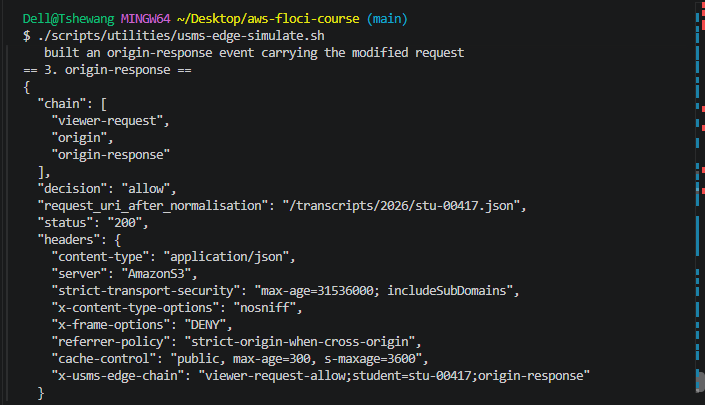 Dell@Tshewang MINGW64 ~/Desktop/aws-floci-course (main)
$ ./scripts/utilities/usms-edge-simulate.sh
   built an origin-response event carrying the modified request
== 3. origin-response ==
{
  "chain": [
    "viewer-request",
    "origin",
    "origin-response"
  ],
  "decision": "allow",
  "request_uri_after_normalisation": "/transcripts/2026/stu-00417.json",
  "status": "200",
  "headers": {
    "content-type": "application/json",
    "server": "AmazonS3",
    "strict-transport-security": "max-age=31536000; includeSubDomains",
    "x-content-type-options": "nosniff",
    "x-frame-options": "DENY",
    "referrer-policy": "strict-origin-when-cross-origin",
    "cache-control": "public, max-age=300, s-maxage=3600",
    "x-usms-edge-chain": "viewer-request-allow;student=stu-00417;origin-response"
  }